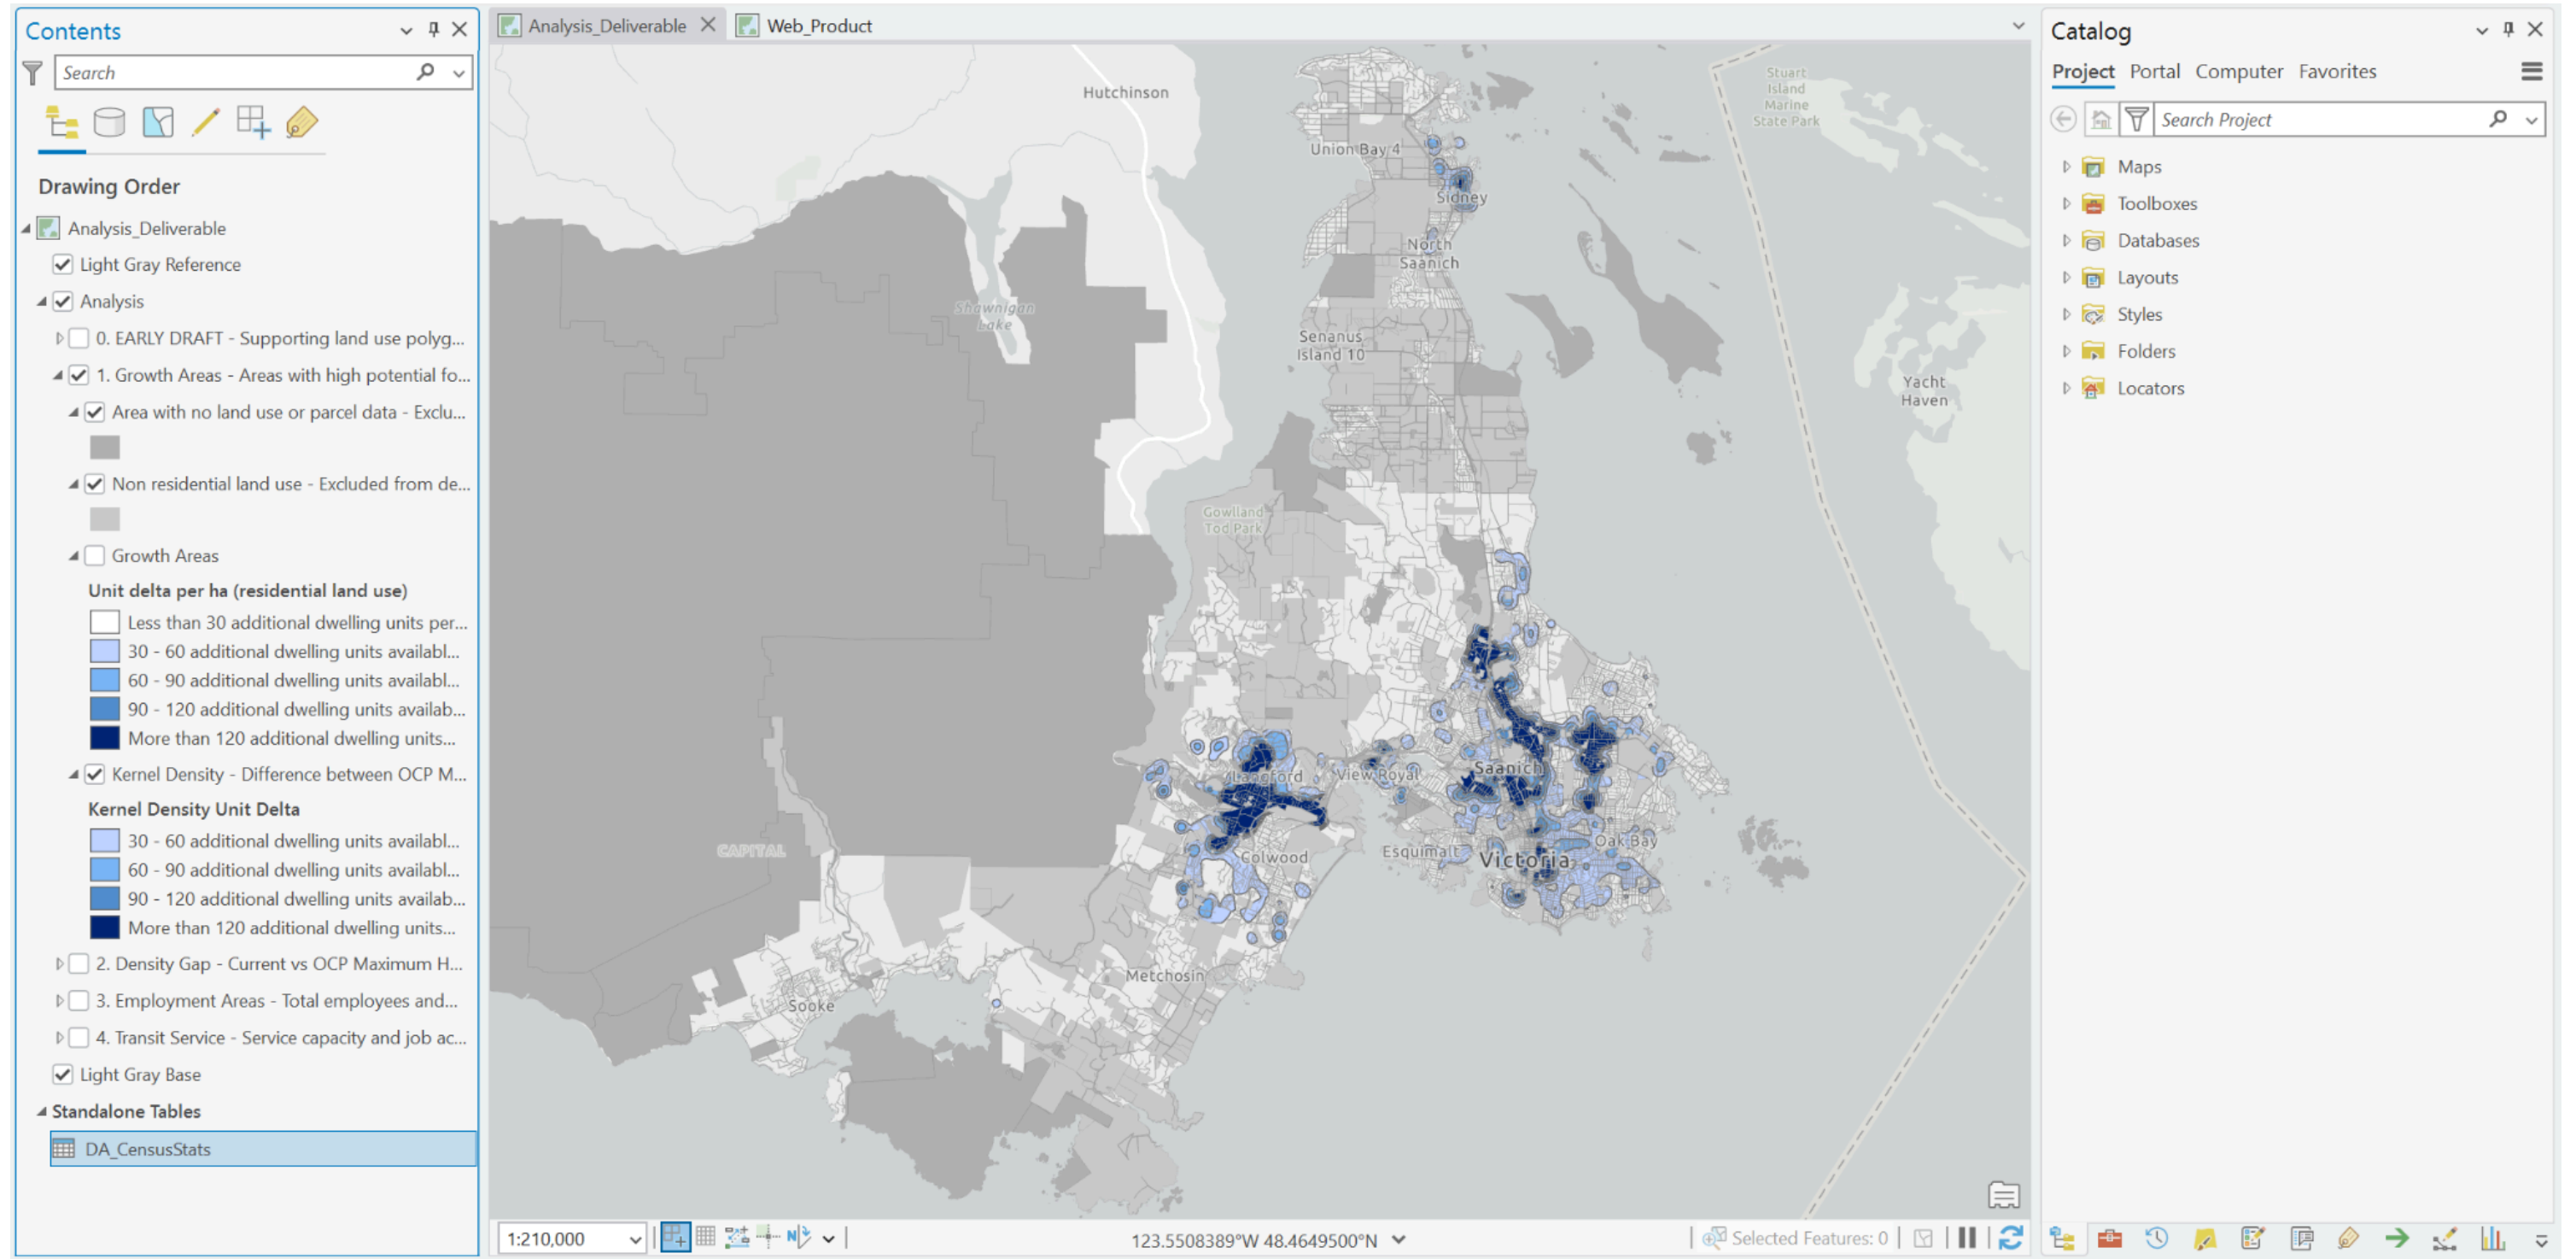 Contents
Search
Drawing Order
Analysis_Deliverable
Light Gray Reference
Analysis
0. EARLY DRAFT - Supporting land use polyg...
1. Growth Areas - Areas with high potential fo...
Area with no land use or parcel data - Exclu...
Non residential land use - Excluded from de...
Growth Areas
Unit delta per ha (residential land use)
Less than 30 additional dwelling units per...
30 - 60 additional dwelling units availabl...
60 - 90 additional dwelling units availabl...
90 - 120 additional dwelling units availab...
More than 120 additional dwelling units...
Kernel Density - Difference between OCP M...
Kernel Density Unit Delta
30 - 60 additional dwelling units availabl...
60 - 90 additional dwelling units availabl...
90 - 120 additional dwelling units availab...
More than 120 additional dwelling units...
2. Density Gap - Current vs OCP Maximum H...
3. Employment Areas - Total employees and...
4. Transit Service - Service capacity and job ac...
Light Gray Base
Standalone Tables
DA_CensusStats
Analysis_Deliverable
Web_Product
Hutchinson
Stuart
Island
Marine
State Park
Union Bay 4
Sidney
North
Saanich
Shawnigan
Lake
Senanus
Island 10
Yacht
Haven
Gowlland
Tod Park
Langford
View Royal
Saanich
CAPITAL
Colwood
Esquimalt
Victoria
Oak Bay
Metchosin
Sooke
1:210,000
N
123.5508389°W 48.4649500°N
Selected Features: 0
Catalog
Project Portal Computer Favorites
Search Project
Maps
Toolboxes
Databases
Layouts
Styles
Folders
Locators